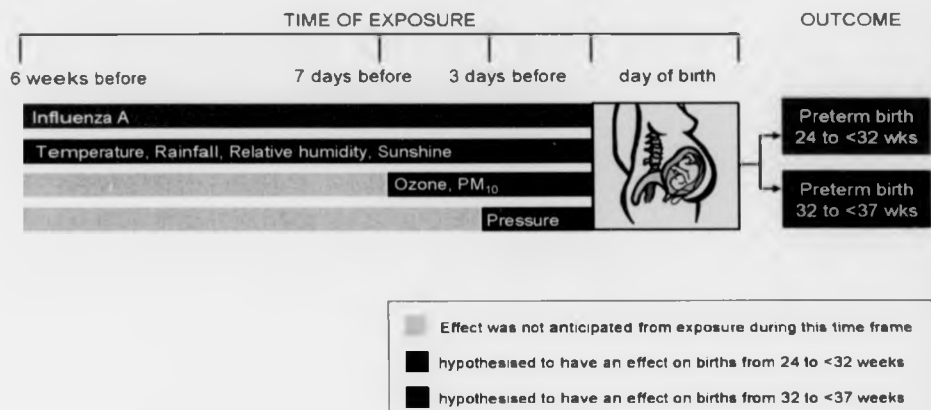 TIME OF EXPOSURE
OUTCOME
6 weeks before
7 days before
3 days before
day of birth
Influenza A
Temperature, Rainfall, Relative humidity, Sunshine
Ozone, PM₁₀
Pressure
Preterm birth
24 to <32 wks
Preterm birth
32 to <37 wks
Effect was not anticipated from exposure during this time frame
hypothesised to have an effect on births from 24 to <32 weeks
hypothesised to have an effect on births from 32 to <37 weeks